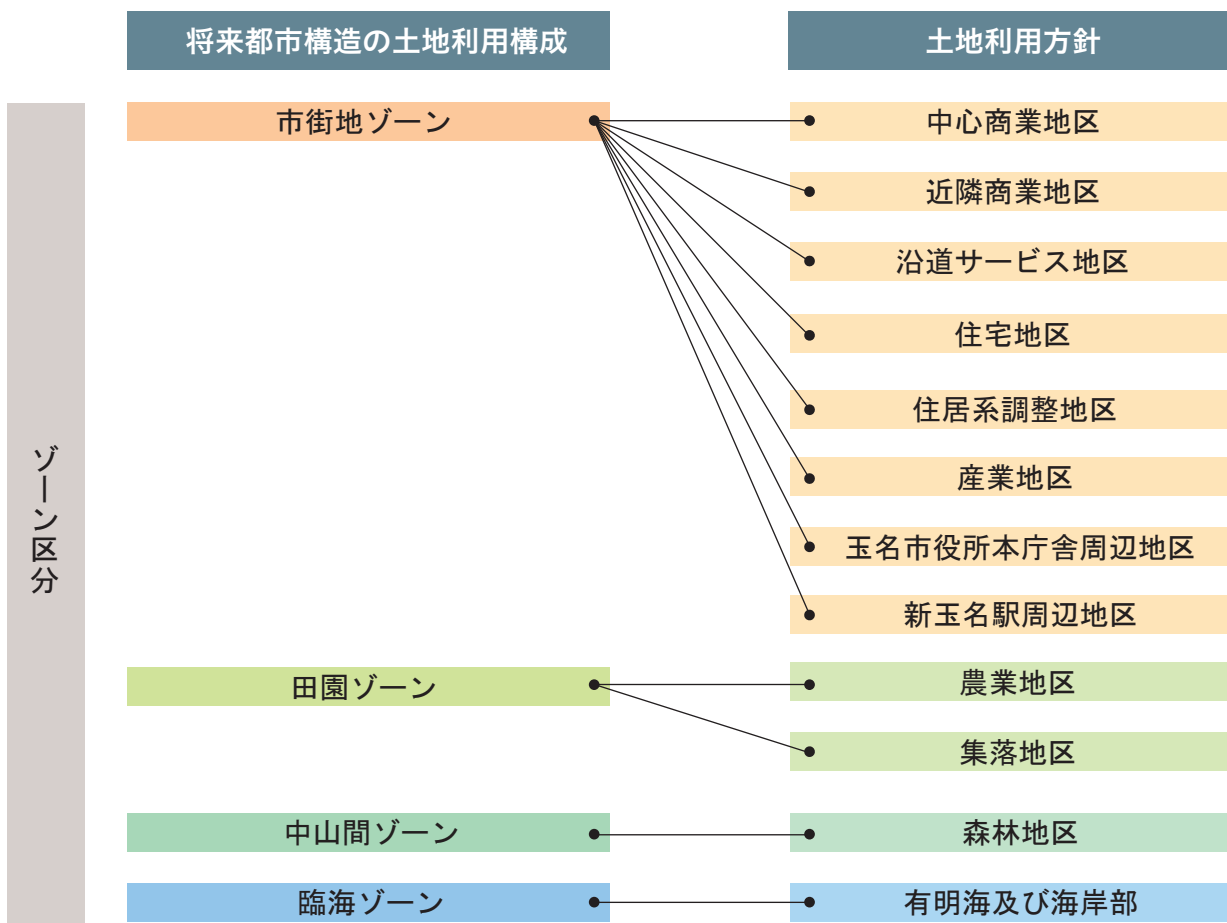 将来都市構造の土地利用構成
土地利用方針
ゾーン区分
市街地ゾーン
中心商業地区
近隣商業地区
沿道サービス地区
住宅地区
住居系調整地区
産業地区
玉名市役所本庁舎周辺地区
新玉名駅周辺地区
田園ゾーン
農業地区
集落地区
中山間ゾーン
森林地区
臨海ゾーン
有明海及び海岸部